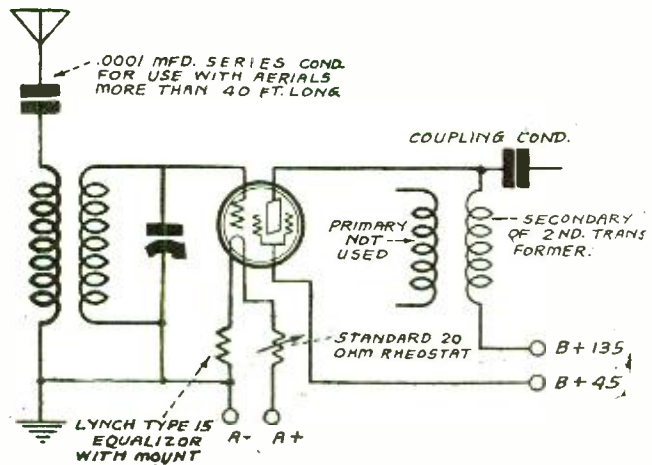 .0001 MFD. SERIES COND.
FOR USE WITH AERIALS
MORE THAN 40 FT. LONG
COUPLING COND.
PRIMARY
NOT
USED
SECONDARY
OF 2ND. TRANS
FORMER.
STANDARD 20
OHM RHEOSTAT
B+135
B+45
LYNCH TYPE 15
EQUALIZOR
WITH MOUNT
A-
A+